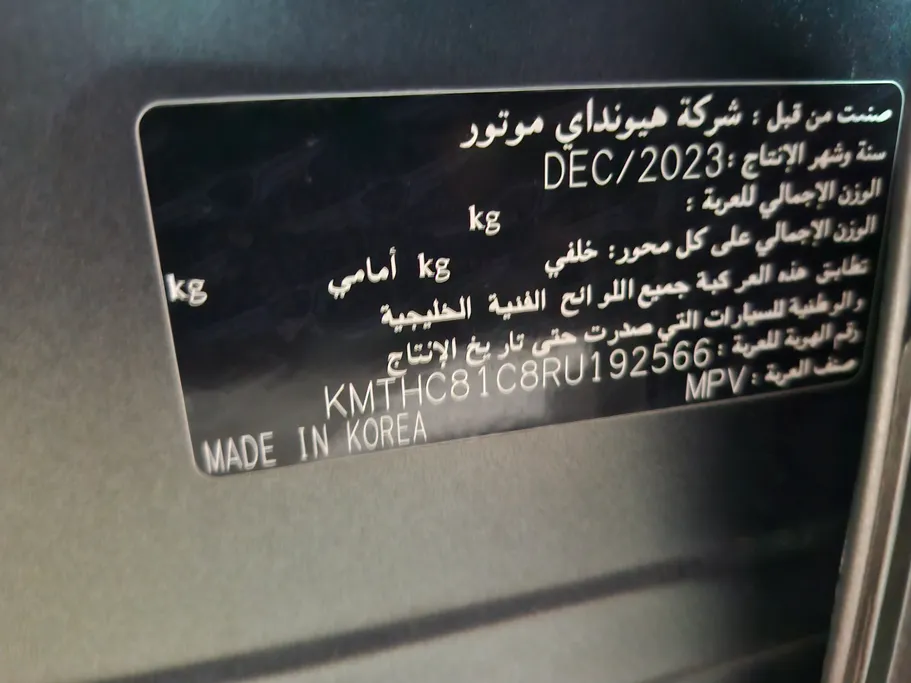 صنعت من قبل : شركة هيونداي موتور
سنة وشهر الإنتاج : DEC/2023
الوزن الإجمالي للعربة : kg
الوزن الإجمالي على كل محور: خلفي kg أمامي kg
تطابق هذه المركبة جميع اللوائح الفنية الخليجية
والوطنية للسيارات التي صدرت حتى تاريخ الإنتاج
رقم الهوية للعربة : KMTHC81C8RU192566
صنف العربة : MPV
MADE IN KOREA